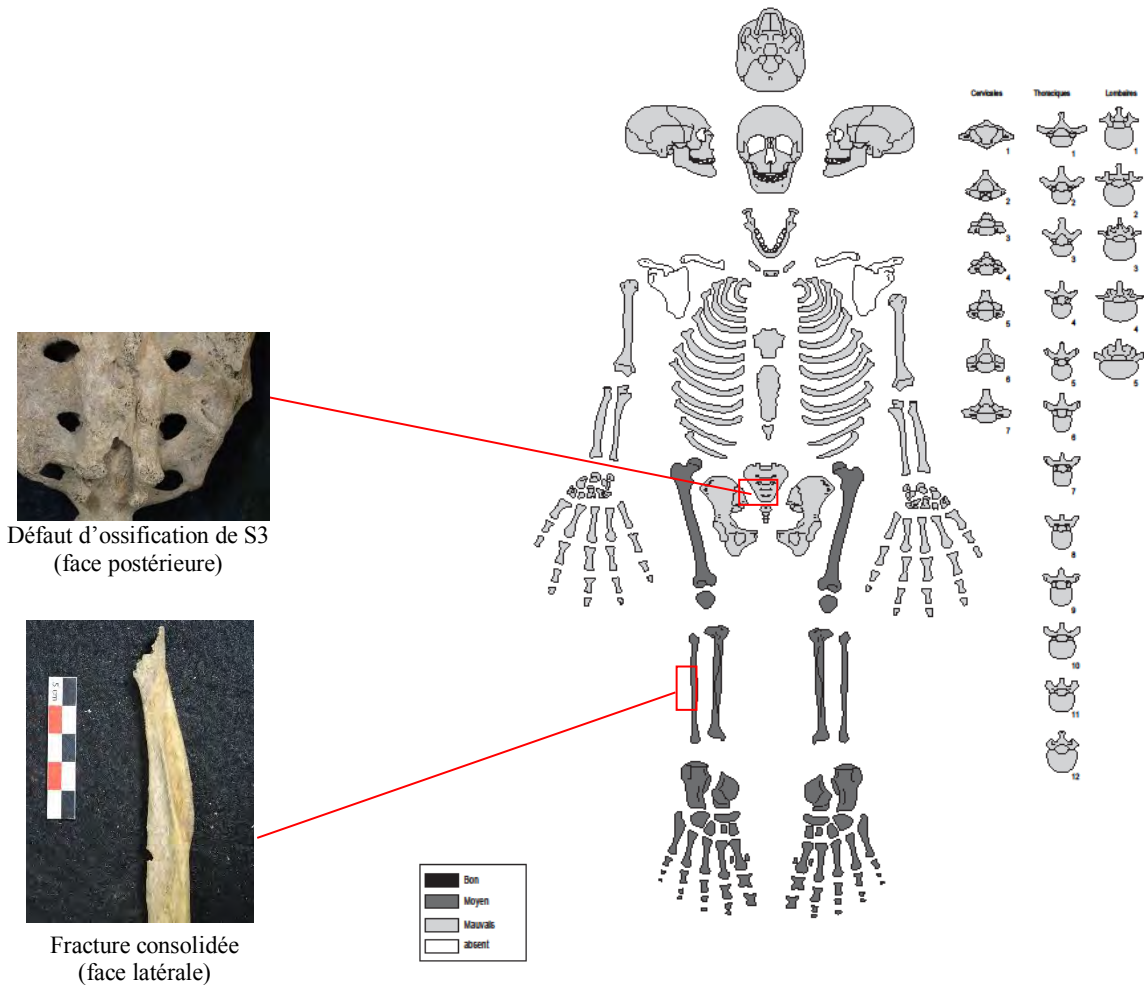 Cervicales
1
2
3
4
5
6
7
Thoraciques
1
2
3
4
5
6
7
8
9
10
11
12
Lombaires
1
2
3
4
5
Défaut d’ossification de S3
(face postérieure)
5 cm
Fracture consolidée
(face latérale)
Bon
Moyen
Mauvais
absent